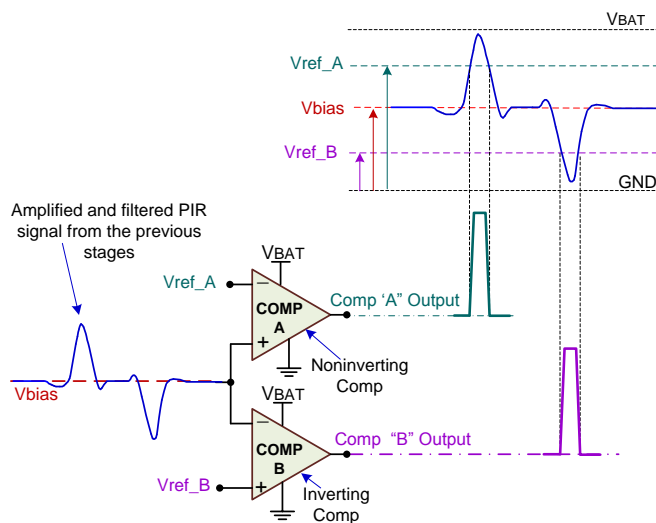 VBAT
Vref_A
Vbias
Vref_B
GND
Amplified and filtered PIR
signal from the previous
stages
VBAT
Vref_A
−
COMP
A
+
Comp ‘A” Output
Noninverting
Comp
Vbias
VBAT
−
COMP
B
+
Comp “B” Output
Vref_B
Inverting
Comp